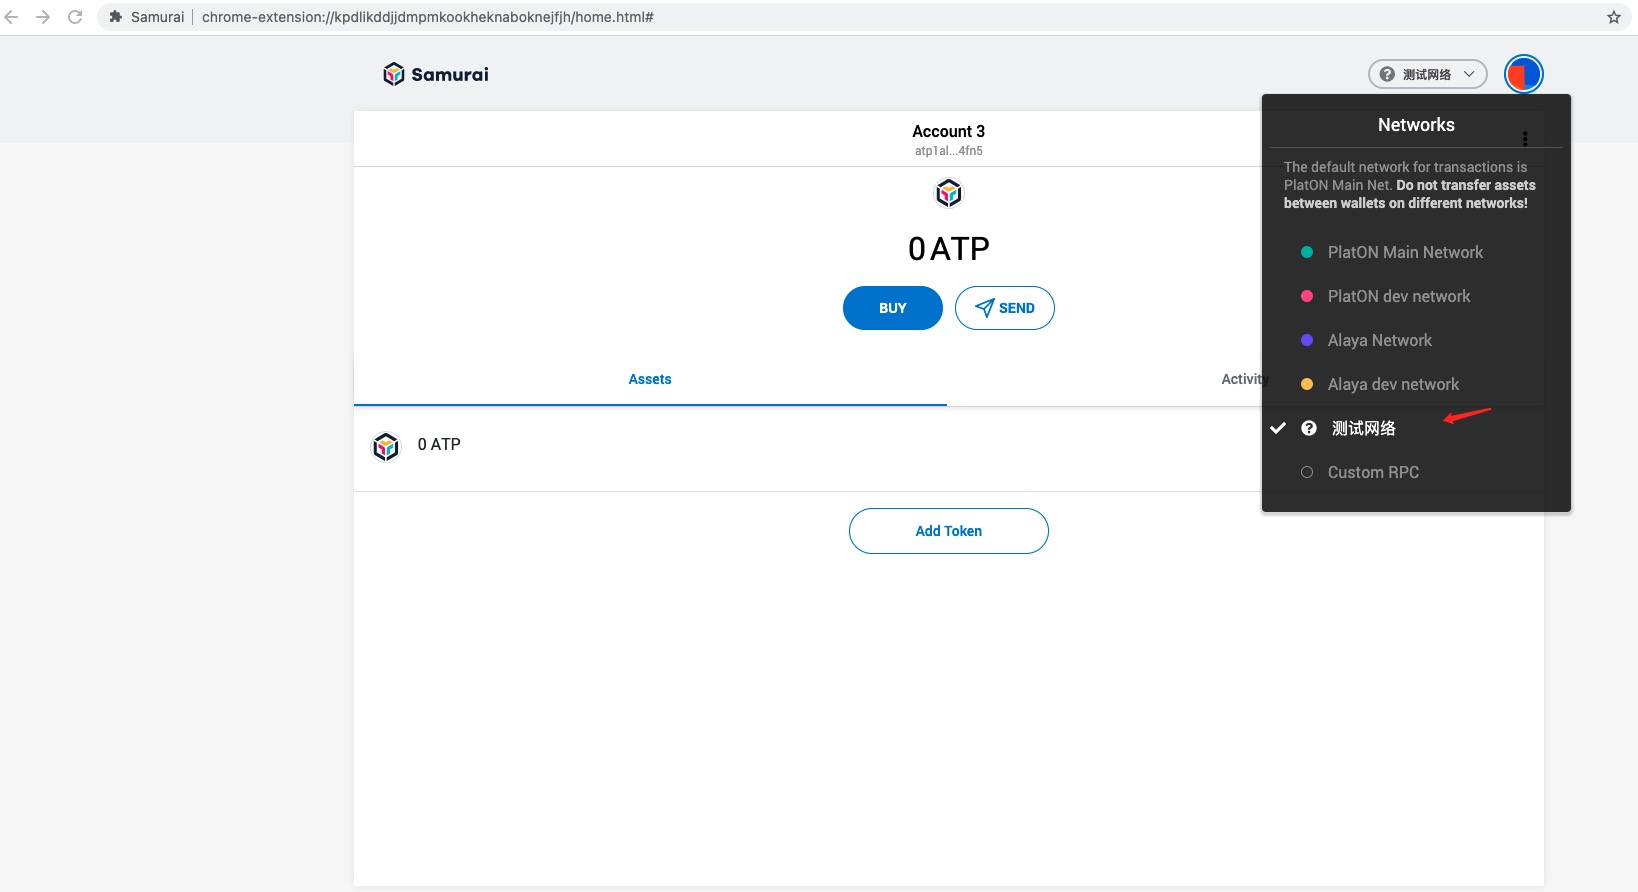 Samurai
chrome-extension://kpdlikddjjdmpmkookheknaboknejfjh/home.html#
Samurai
测试网络
Account 3
atp1al...4fn5
0 ATP
BUY
SEND
Assets
Activity
0 ATP
Add Token
Networks
The default network for transactions is
PlatON Main Net. Do not transfer assets
between wallets on different networks!
PlatON Main Network
PlatON dev network
Alaya Network
Alaya dev network
测试网络
Custom RPC